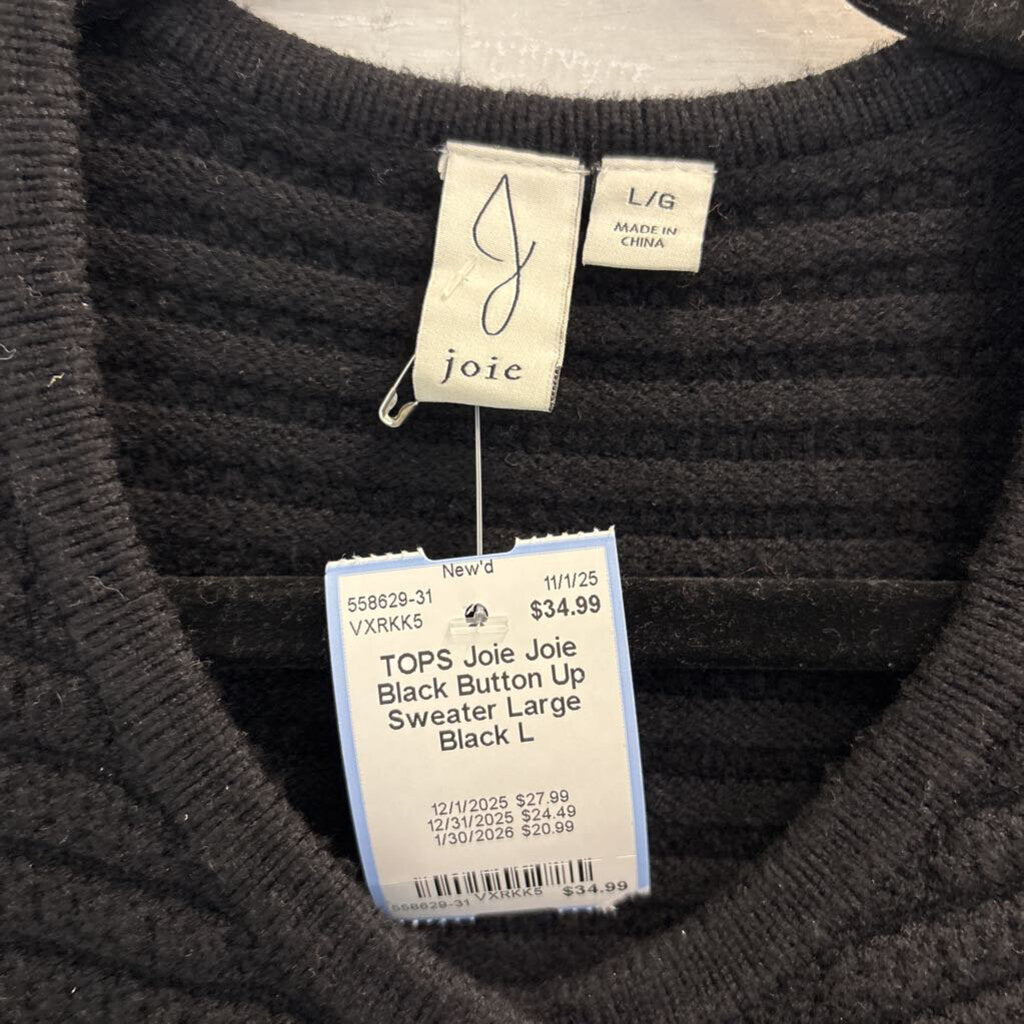 joie
L/G
MADE IN
CHINA
New'd
558629-31 11/1/25
VXRKK5 $34.99
TOPS Joie Joie
Black Button Up
Sweater Large
Black L
12/1/2025 $27.99
12/31/2025 $24.49
1/30/2026 $20.99
558629-31 VXRKK5 $34.99